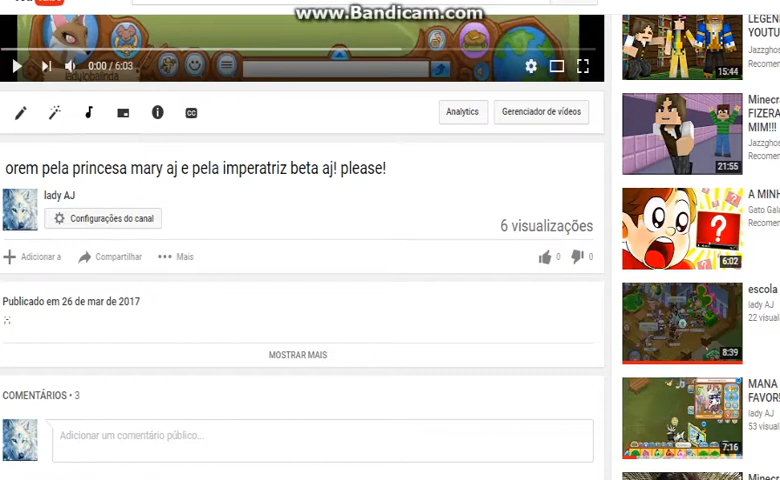 www.Bandicam.com
0:00 / 6:03
Analytics
Gerenciador de vídeos
orem pela princesa mary aj e pela imperatriz beta aj! please!
lady AJ
Configurações do canal
6 visualizações
Adicionar a
Compartilhar
Mais
0
0
Publicado em 26 de mar de 2017
:-:
MOSTRAR MAIS
COMENTÁRIOS • 3
Adicionar um comentário público...
LEGEN
YOUTU
Jazzghos
Recomen
15:44
Minecra
FIZERA
MIM!!!
Jazzghos
Recomen
21:55
A MINH
Gato Gala
Recomen
?
6:02
escola
lady AJ
22 visual
8:39
MANA
FAVOR!
lady AJ
53 visual
7:16
Minec